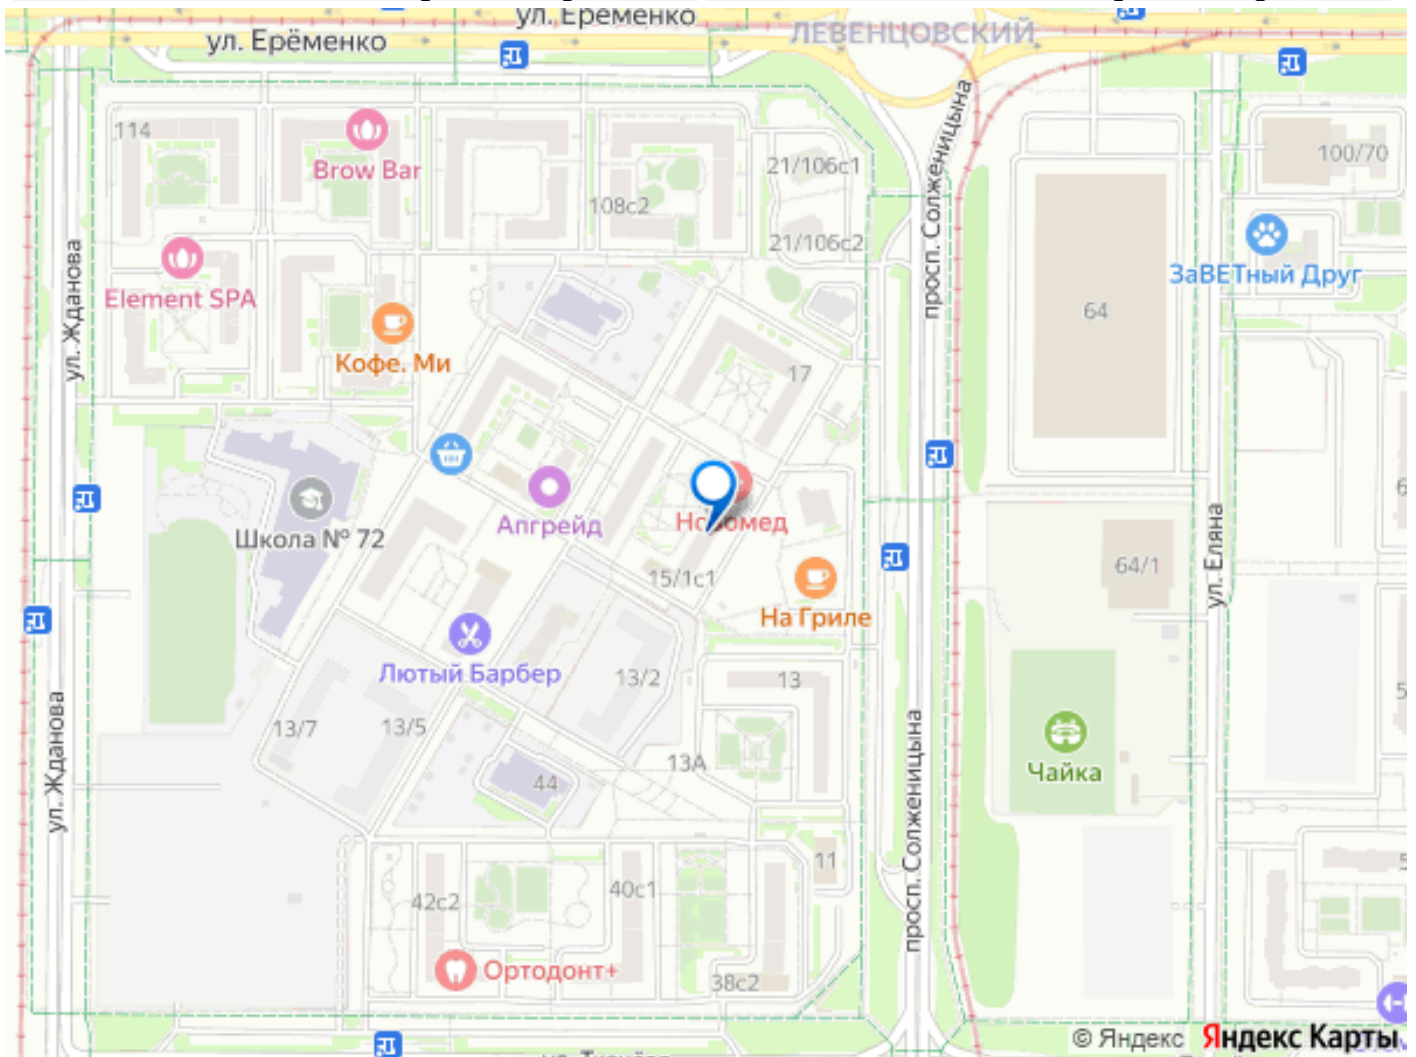 ул. Ерёменко
ул. Ерёменко
ЛЕВЕНЦОВСКИЙ
114
Brow Bar
21/106с1
108с2
21/106с2
просп. Солженицына
100/70
ул. Жданова
Element SPA
ЗаВЕТный Друг
64
Кофе. Ми
17
Апгрейд
Новомед
Школа № 72
15/1с1
64/1
ул. Еляна
На Гриле
Лютый Барбер
13/2
13
13/7
13/5
13А
ул. Жданова
просп. Солженицына
Чайка
44
11
42с2
40с1
Ортодонт+
38с2
© Яндекс Яндекс Карты